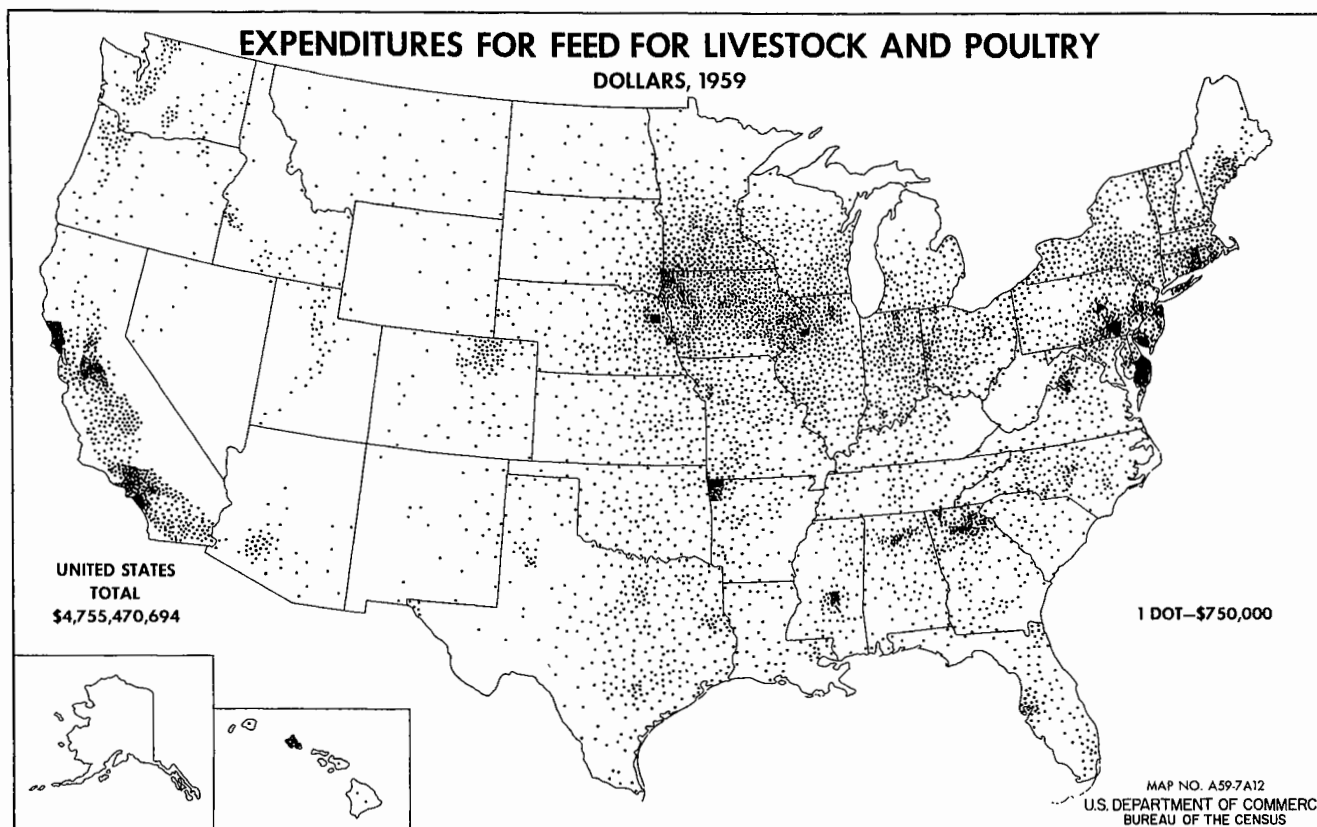 EXPENDITURES FOR FEED FOR LIVESTOCK AND POULTRY
DOLLARS, 1959
UNITED STATES
TOTAL
$4,755,470,694
1 DOT—$750,000
MAP NO. A59-7A12
U.S. DEPARTMENT OF COMMERC
BUREAU OF THE CENSUS